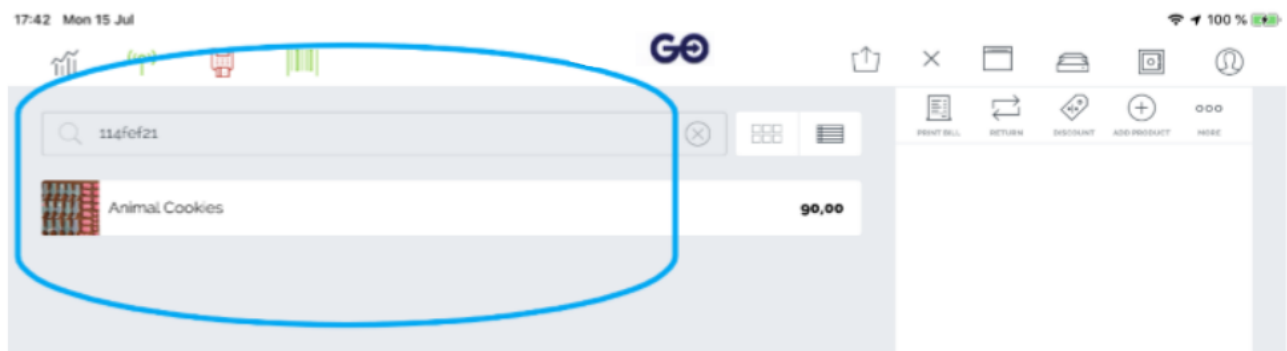 17:42 Mon 15 Jul
100 %
GO
PRINT BILL RETURN DISCOUNT ADD PRODUCT MORE
114fef21
Animal Cookies 90,00